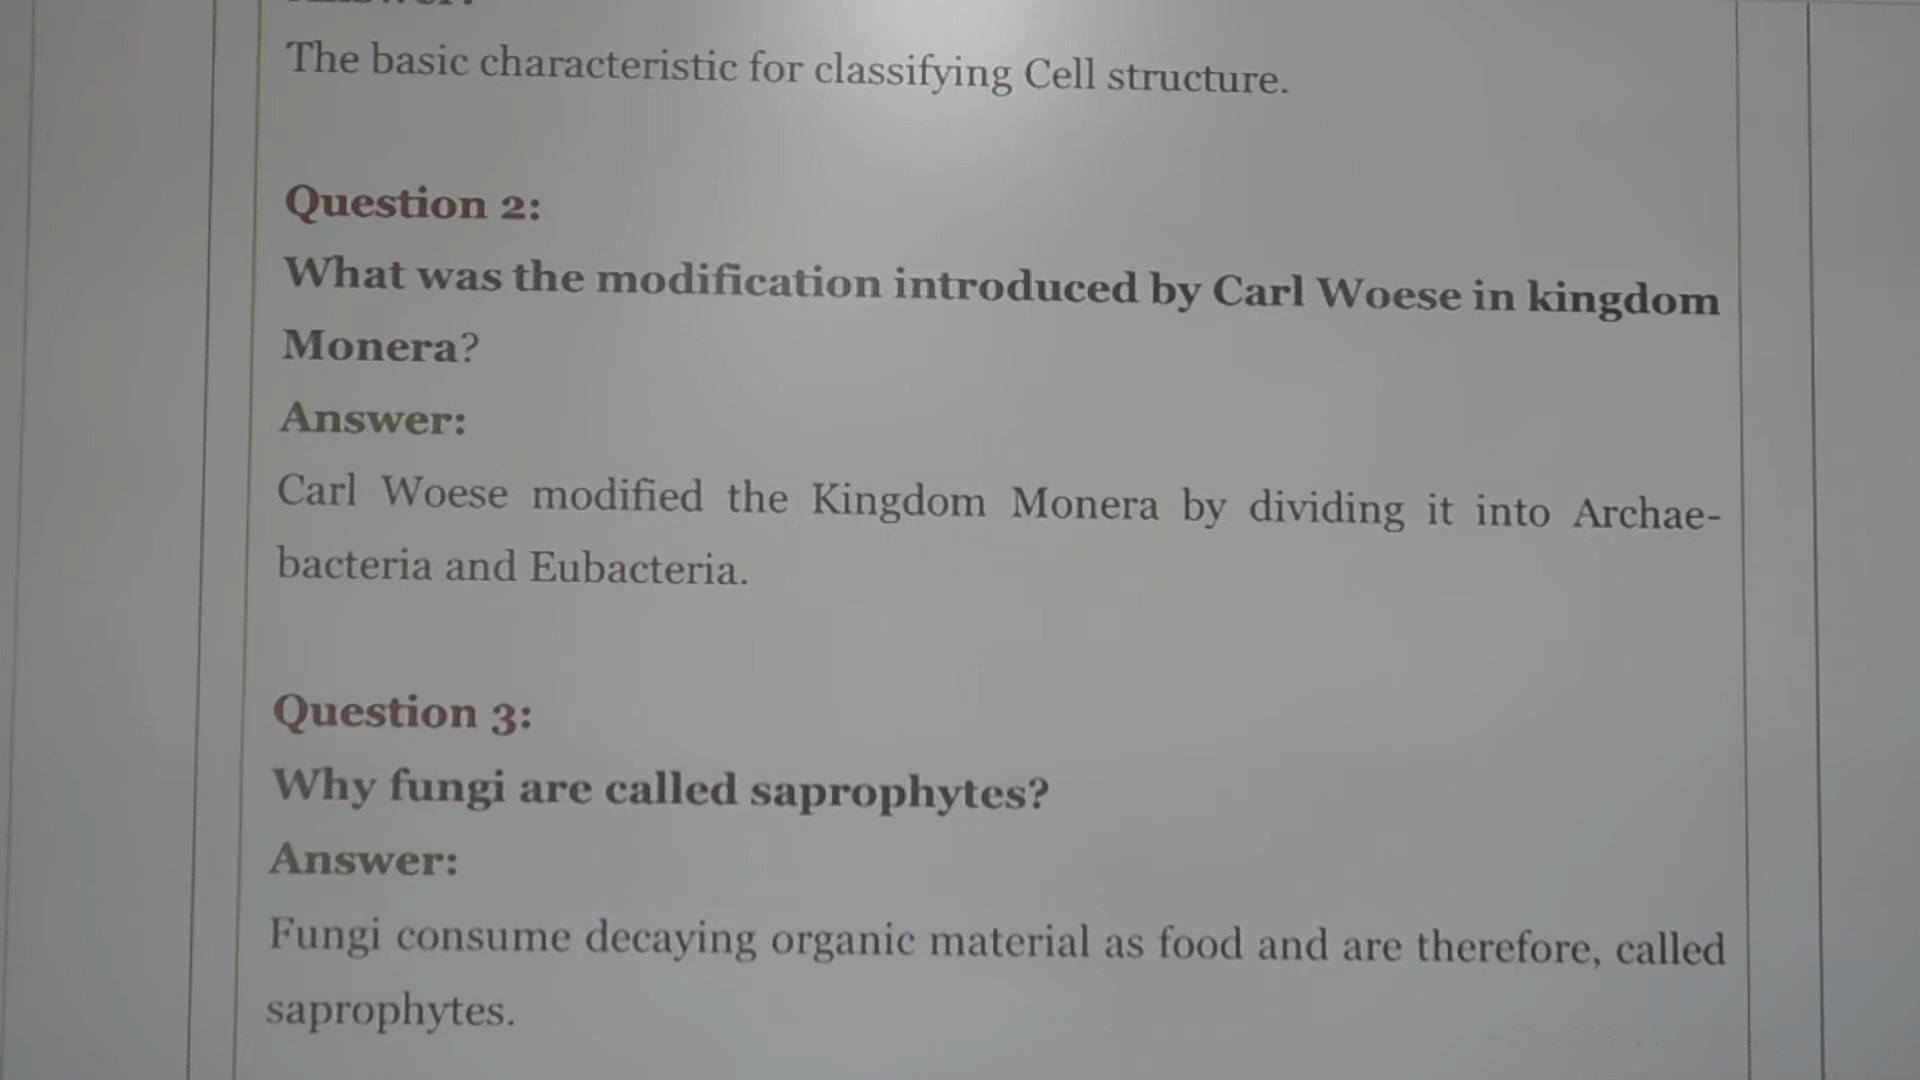 The basic characteristic for classifying Cell structure.
Question 2:
What was the modification introduced by Carl Woese in kingdom
Monera?
Answer:
Carl Woese modified the Kingdom Monera by dividing it into Archae-
bacteria and Eubacteria.
Question 3:
Why fungi are called saprophytes?
Answer:
Fungi consume decaying organic material as food and are therefore, called
saprophytes.